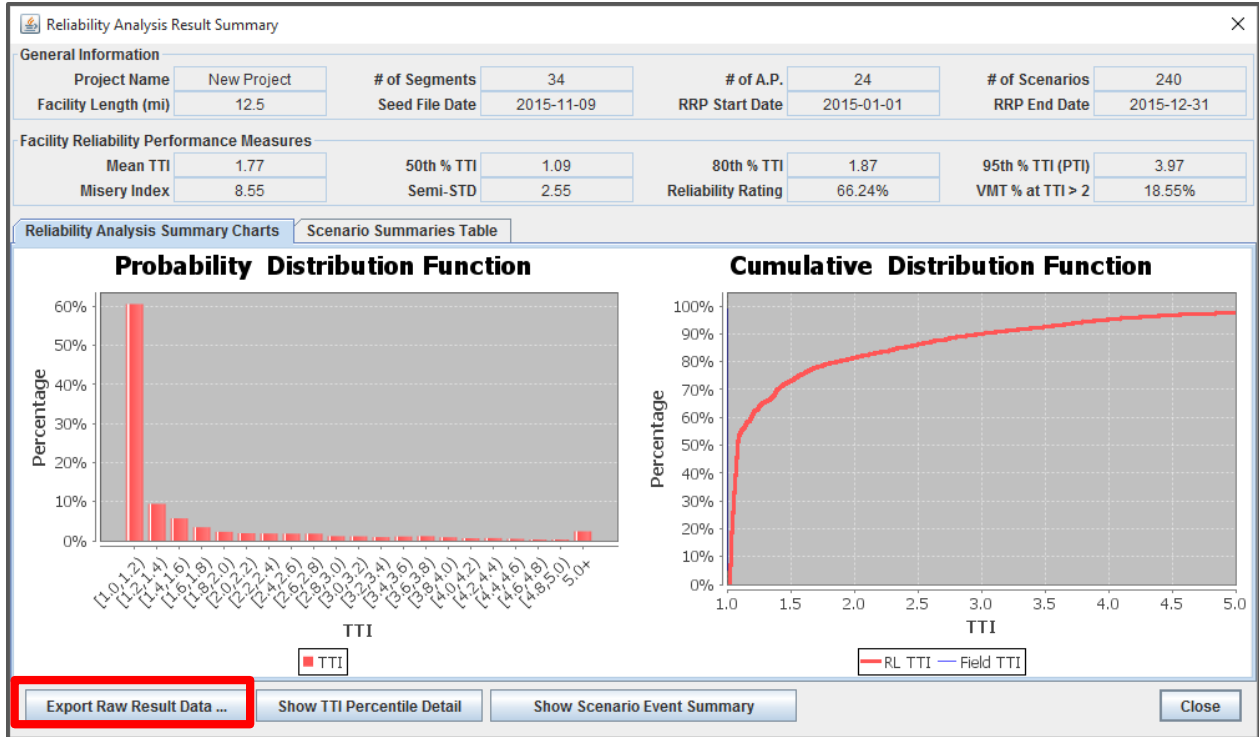 Reliability Analysis Result Summary
General Information
Project Name New Project # of Segments 34 # of A.P. 24 # of Scenarios 240
Facility Length (mi) 12.5 Seed File Date 2015-11-09 RRP Start Date 2015-01-01 RRP End Date 2015-12-31
Facility Reliability Performance Measures
Mean TTI 1.77 50th % TTI 1.09 80th % TTI 1.87 95th % TTI (PTI) 3.97
Misery Index 8.55 Semi-STD 2.55 Reliability Rating 66.24% VMT % at TTI > 2 18.55%
Reliability Analysis Summary Charts Scenario Summaries Table
Probability Distribution Function
Percentage
60%
50%
40%
30%
20%
10%
0%
[1.0,1.2) [1.2,1.4) [1.4,1.6) [1.6,1.8) [1.8,2.0) [2.0,2.2) [2.2,2.4) [2.4,2.6) [2.6,2.8) [2.8,3.0) [3.0,3.2) [3.2,3.4) [3.4,3.6) [3.6,3.8) [3.8,4.0) [4.0,4.2) [4.2,4.4) [4.4,4.6) [4.6,4.8) [4.8,5.0) 5.0+
TTI
TTI
Cumulative Distribution Function
Percentage
100%
90%
80%
70%
60%
50%
40%
30%
20%
10%
0%
1.0 1.5 2.0 2.5 3.0 3.5 4.0 4.5 5.0
TTI
RL TTI Field TTI
Export Raw Result Data ... Show TTI Percentile Detail Show Scenario Event Summary Close